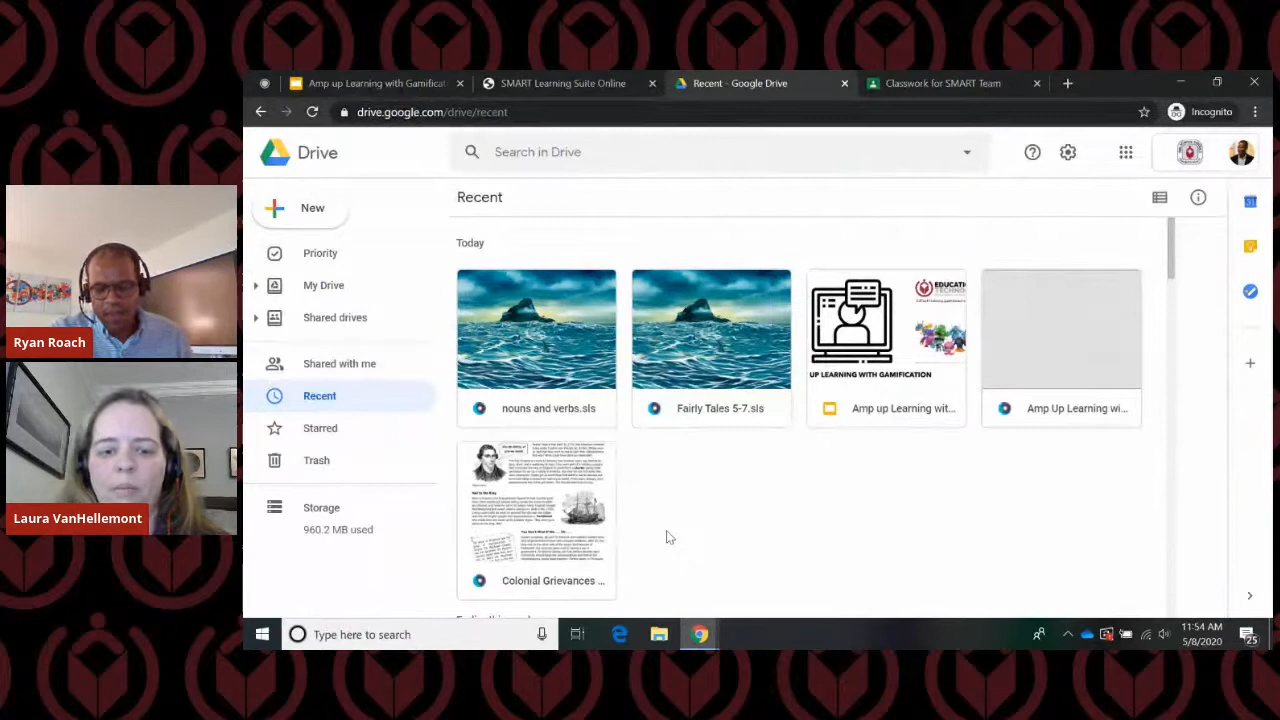 Amp up Learning with Gamificat
SMART Learning Suite Online
Recent - Google Drive
Classwork for SMART Team
drive.google.com/drive/recent
Incognito
Drive
Search in Drive
New
Recent
Today
Priority
My Drive
Shared drives
Shared with me
Recent
Starred
Trash
Storage
960.2 MB used
EDUCATI
TECHNO
UP LEARNING WITH GAMIFICATION
nouns and verbs.sls
Fairly Tales 5-7.sls
Amp up Learning wit...
Amp Up Learning wi...
Colonial Grievances ...
Ryan Roach
Laura VanHellemont
Type here to search
11:54 AM
5/8/2020
25
31